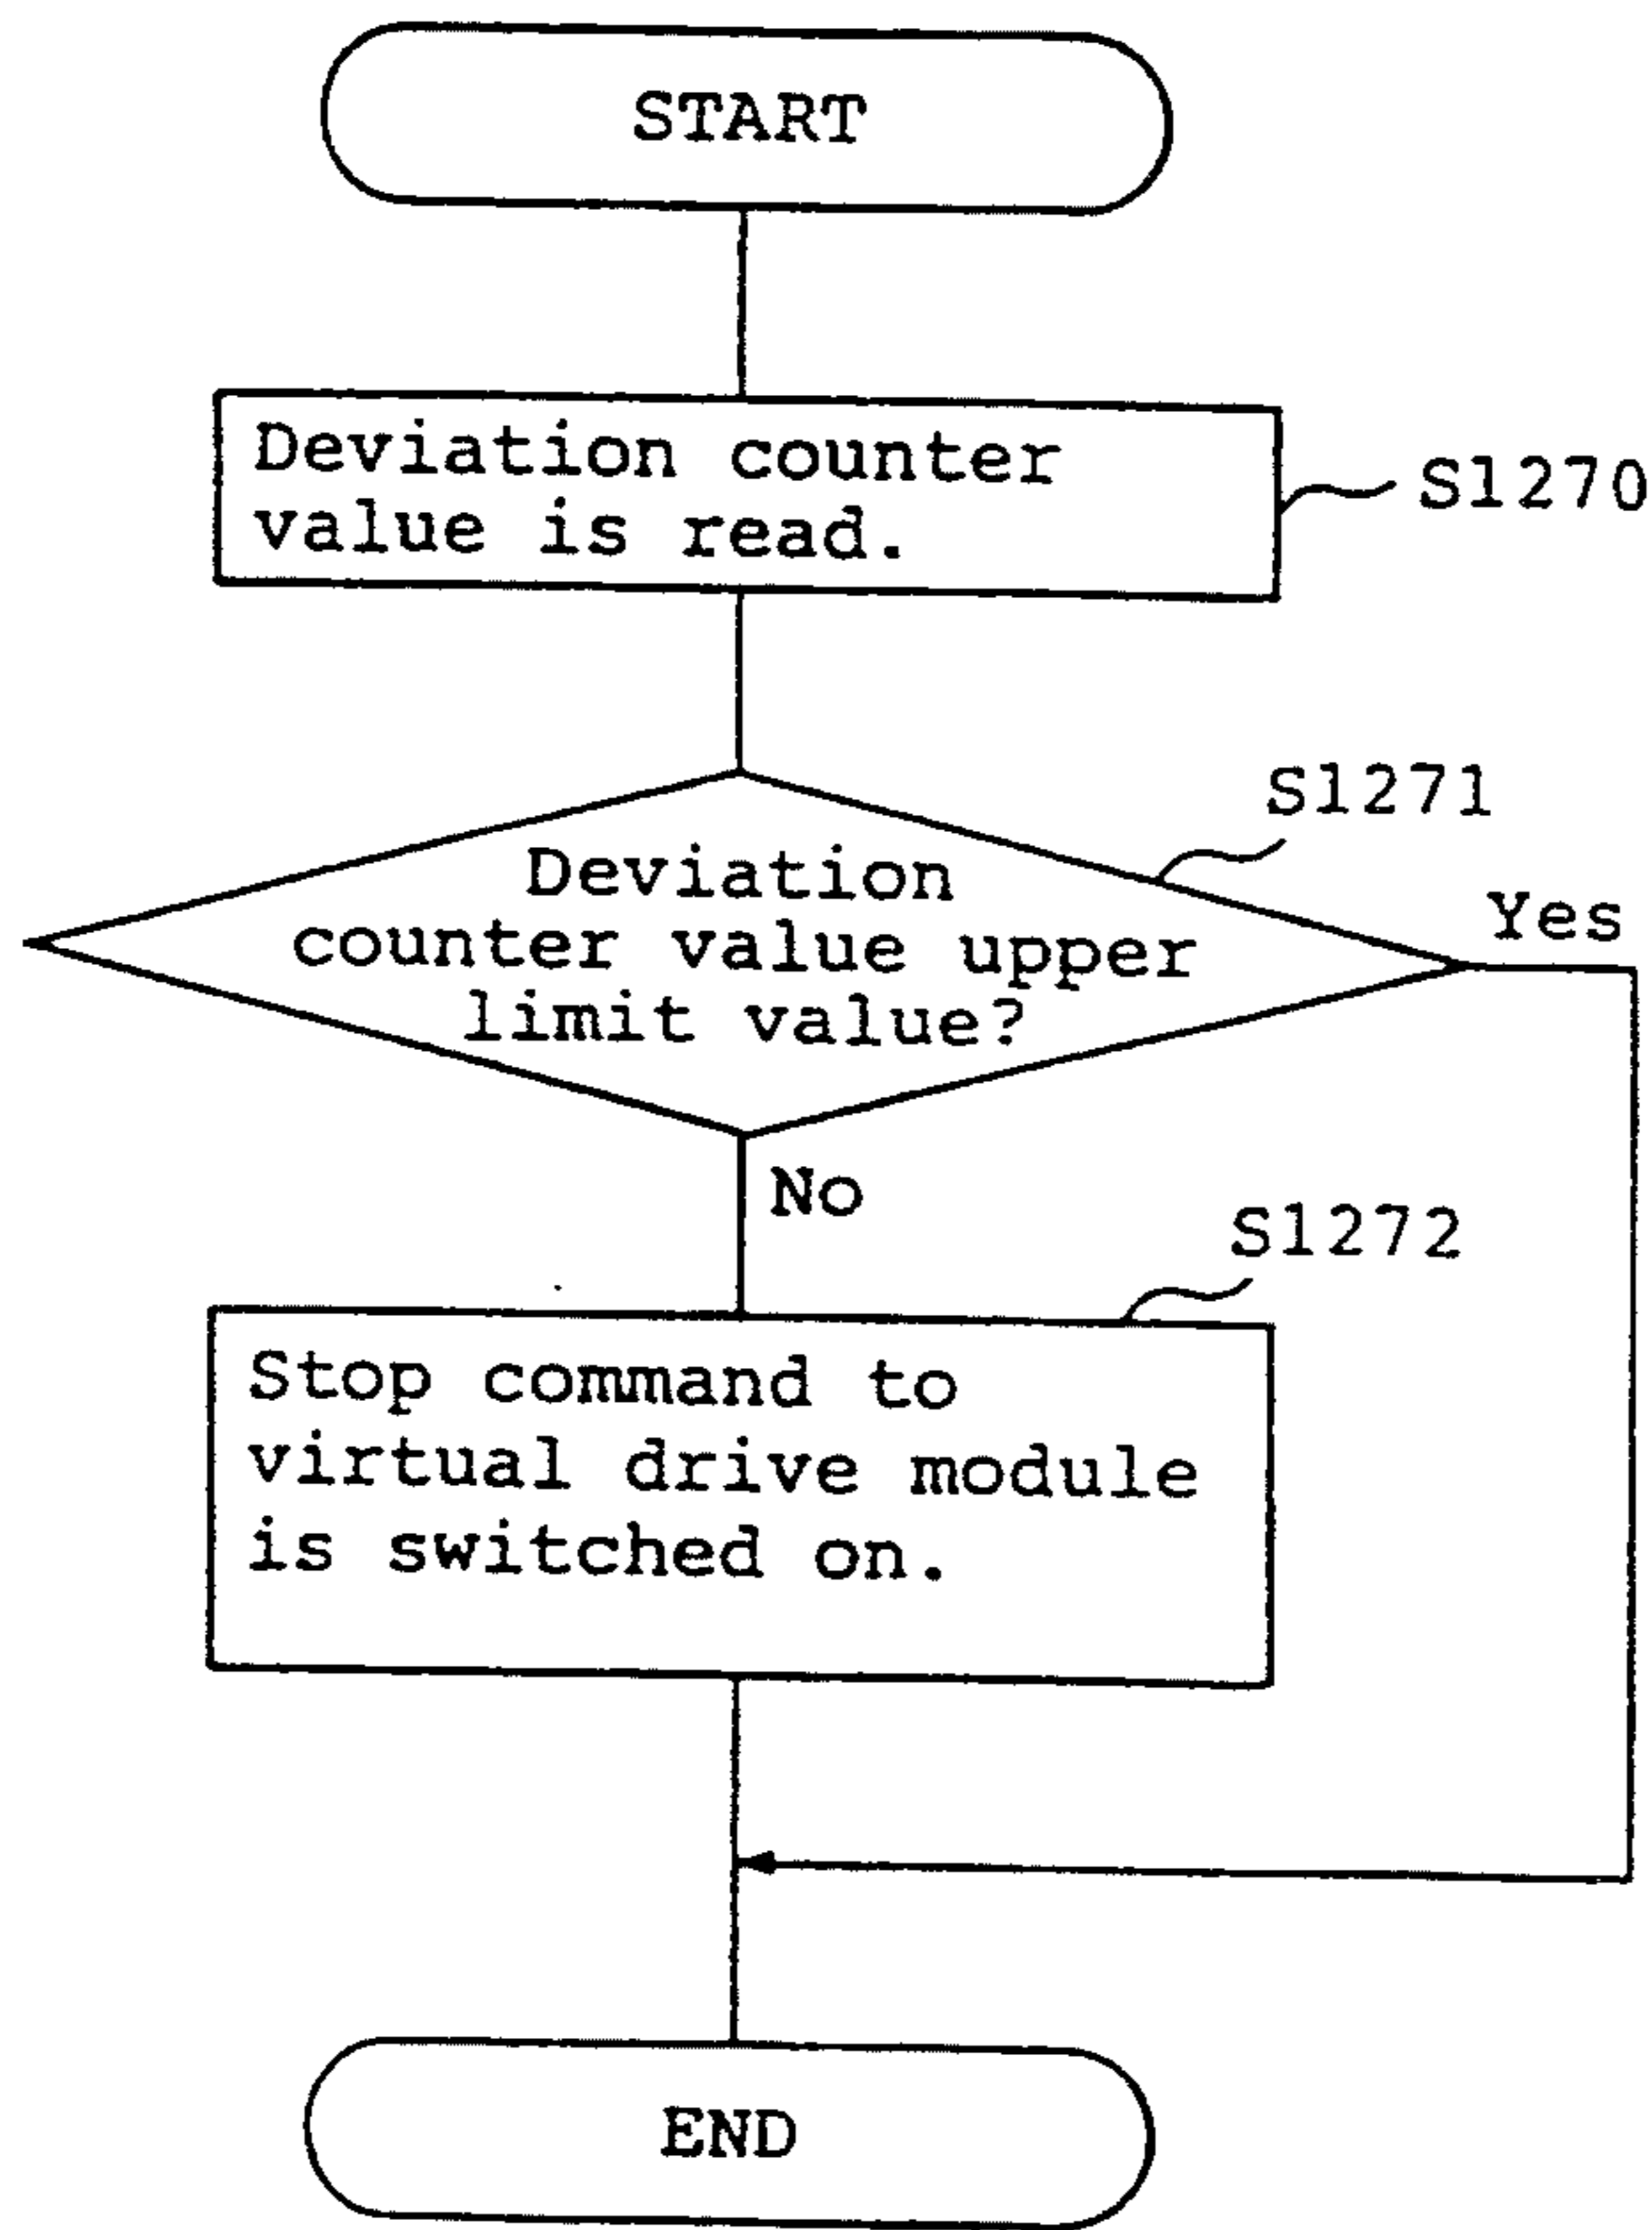 START
Deviation counter
value is read.
S1270
S1271
Deviation
counter value upper
limit value?
Yes
No
S1272
Stop command to
virtual drive module
is switched on.
END